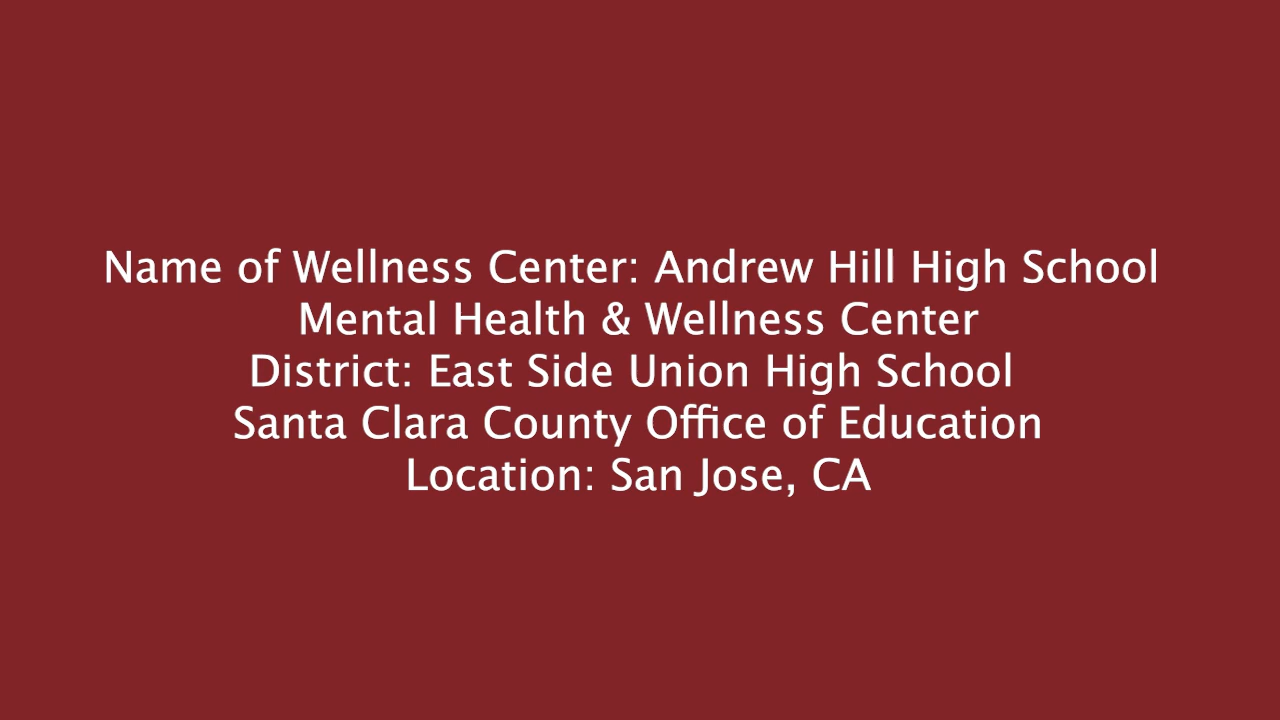 Name of Wellness Center: Andrew Hill High School
Mental Health & Wellness Center
District: East Side Union High School
Santa Clara County Office of Education
Location: San Jose, CA